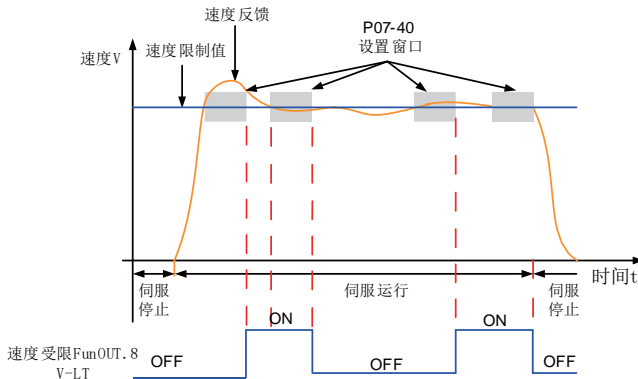 速度反馈
P07-40
设置窗口
速度限制值
速度V
时间t
伺服
停止
伺服运行
伺服
停止
ON
ON
速度受限FunOUT.8
V-LT
OFF
OFF
OFF